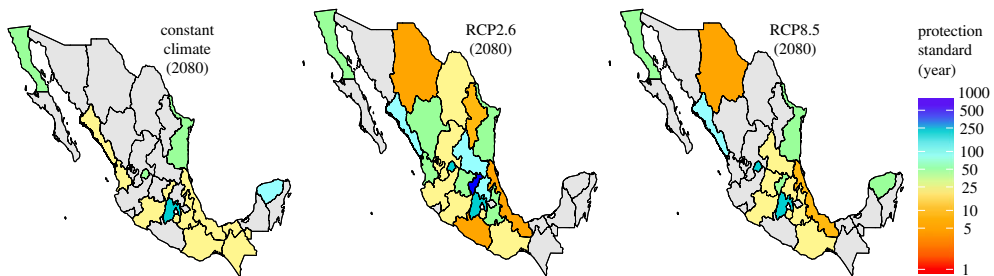 constant
climate
(2080)
RCP2.6
(2080)
RCP8.5
(2080)
protection
standard
(year)
1000
500
250
100
50
25
10
5
1